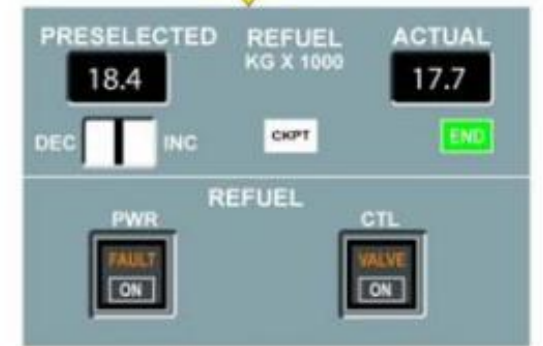 PRESELECTED REFUEL ACTUAL
KG X 1000
18.4 17.7
DEC INC CKPT END
REFUEL
PWR CTL
FAULT VALVE
ON ON